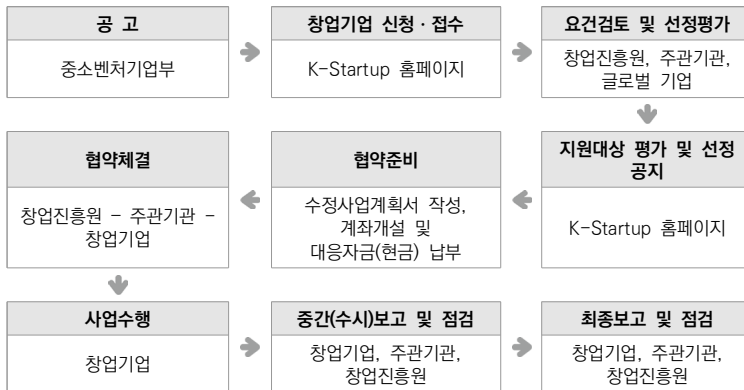 공 고
중소벤처기업부
창업기업 신청·접수
K-Startup 홈페이지
요건검토 및 선정평가
창업진흥원, 주관기관,
글로벌 기업
지원대상 평가 및 선정
공지
K-Startup 홈페이지
협약준비
수정사업계획서 작성,
계좌개설 및
대응자금(현금) 납부
협약체결
창업진흥원 - 주관기관 -
창업기업
사업수행
창업기업
중간(수시)보고 및 점검
창업기업, 주관기관,
창업진흥원
최종보고 및 점검
창업기업, 주관기관,
창업진흥원